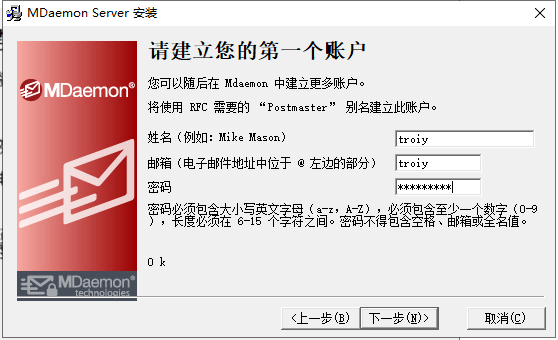 MDaemon Server 安装
MDaemon®
请建立您的第一个账户
您可以随后在 Mdaemon 中建立更多账户。
将使用 RFC 需要的 “Postmaster” 别名建立此账户。
姓名(例如: Mike Mason)
troiy
邮箱(电子邮件地址中位于 @ 左边的部分)
troiy
密码
*********
密码必须包含大小写英文字母(a-z, A-Z), 必须包含至少一个数字(0-9
), 长度必须在 6-15 个字符之间。密码不得包含空格、邮箱或全名值。
O k
MDaemon
technologies
<上一步(B)
下一步(N)>
取消(C)